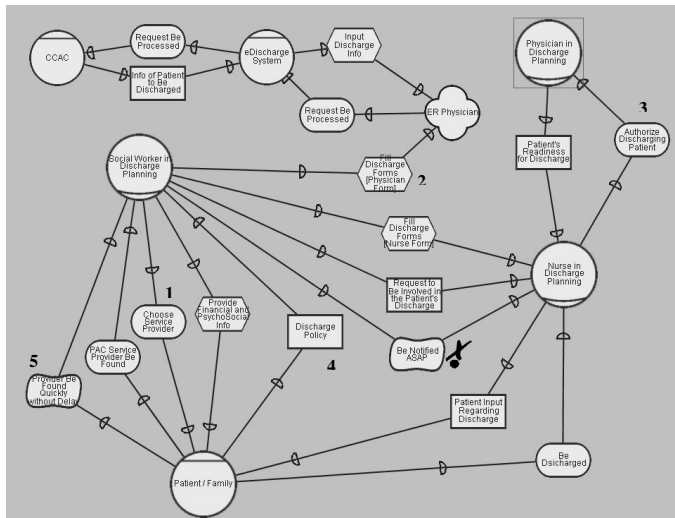 CCAC
Request Be
Processed
Info of Patient
to Be
Discharged
eDischarge
System
Input
Discharge
Info
Request Be
Processed
ER Physician
Physician in
Discharge
Planning
3
Authorize
Discharging
Patient
Patient's
Readiness
for Discharge
Social Worker in
Discharge
Planning
Fill
Discharge
Forms
[Physician
Form]
2
Fill
Discharge
Forms
[Nurse Form]
Nurse in
Discharge
Planning
Request to
Be Involved in
the Patient's
Discharge
1
Choose
Service
Provider
Provide
Financial and
PsychoSocial
Info
Discharge
Policy
4
Be Notified
ASAP
5
PAC Service
Provider Be
Found
Provider Be
Found
Quickly
without Delay
Patient Input
Regarding
Discharge
Be
Dsicharged
Patient / Family